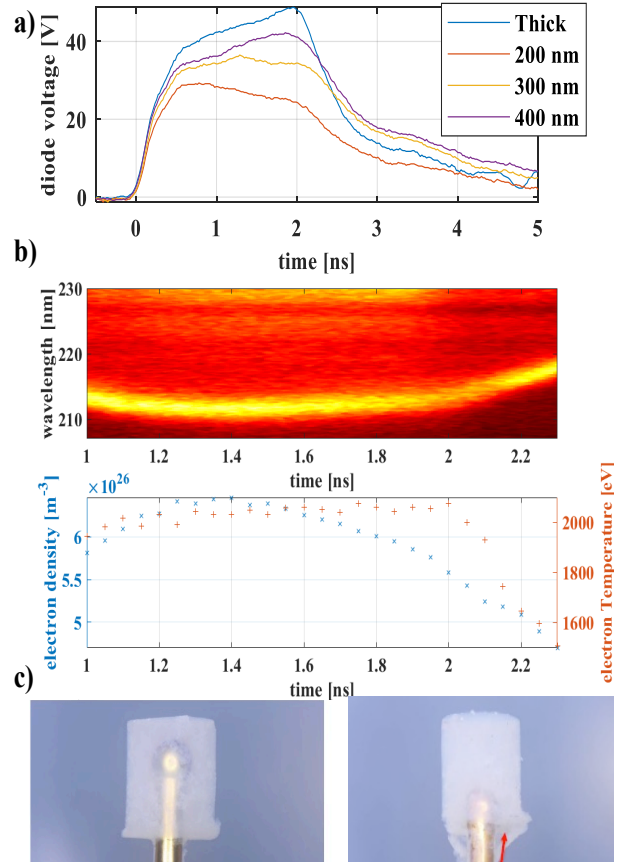 a)
diode voltage [V]
40
20
0
0 1 2 3 4 5
time [ns]
Thick
200 nm
300 nm
400 nm
b)
wavelength [nm]
230
220
210
1 1.2 1.4 1.6 1.8 2 2.2
time [ns]
electron density [m⁻³]
×10²⁶
6
5.5
5
electron Temperature [eV]
2000
1800
1600
1 1.2 1.4 1.6 1.8 2 2.2
time [ns]
c)